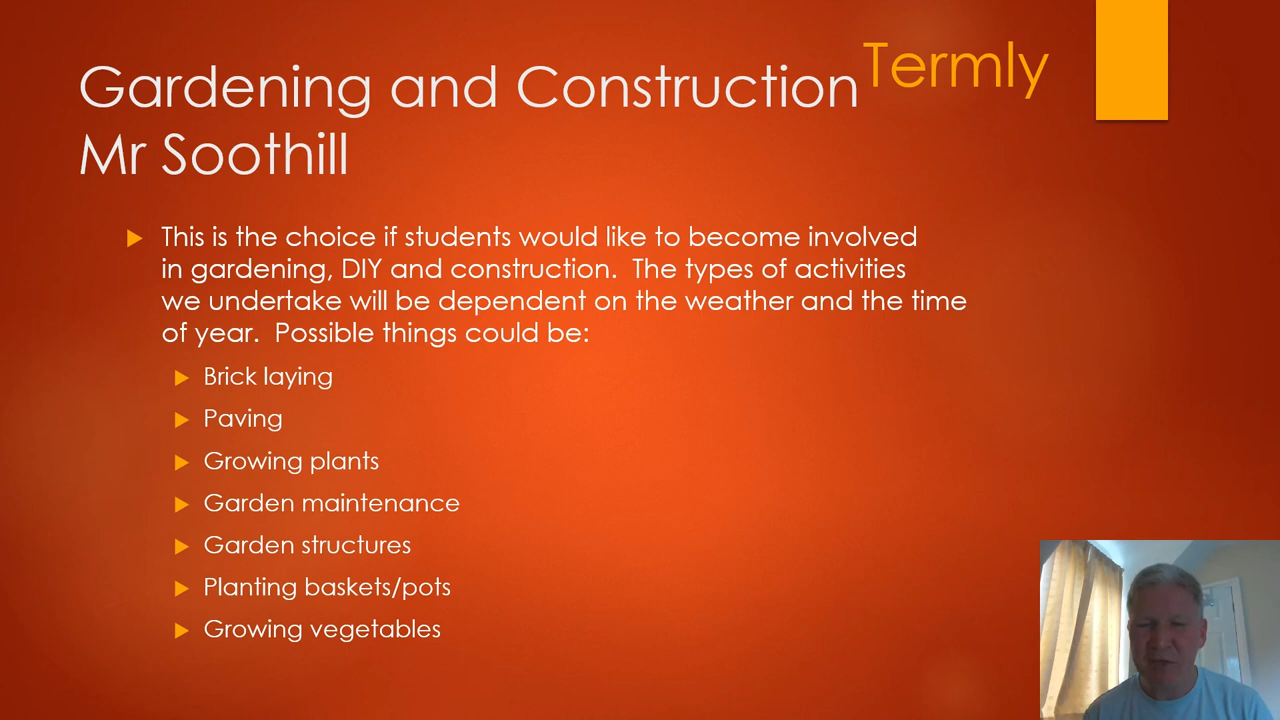 Gardening and Construction
Termly
Mr Soothill
This is the choice if students would like to become involved
in gardening, DIY and construction.  The types of activities
we undertake will be dependent on the weather and the time
of year.  Possible things could be:
Brick laying
Paving
Growing plants
Garden maintenance
Garden structures
Planting baskets/pots
Growing vegetables